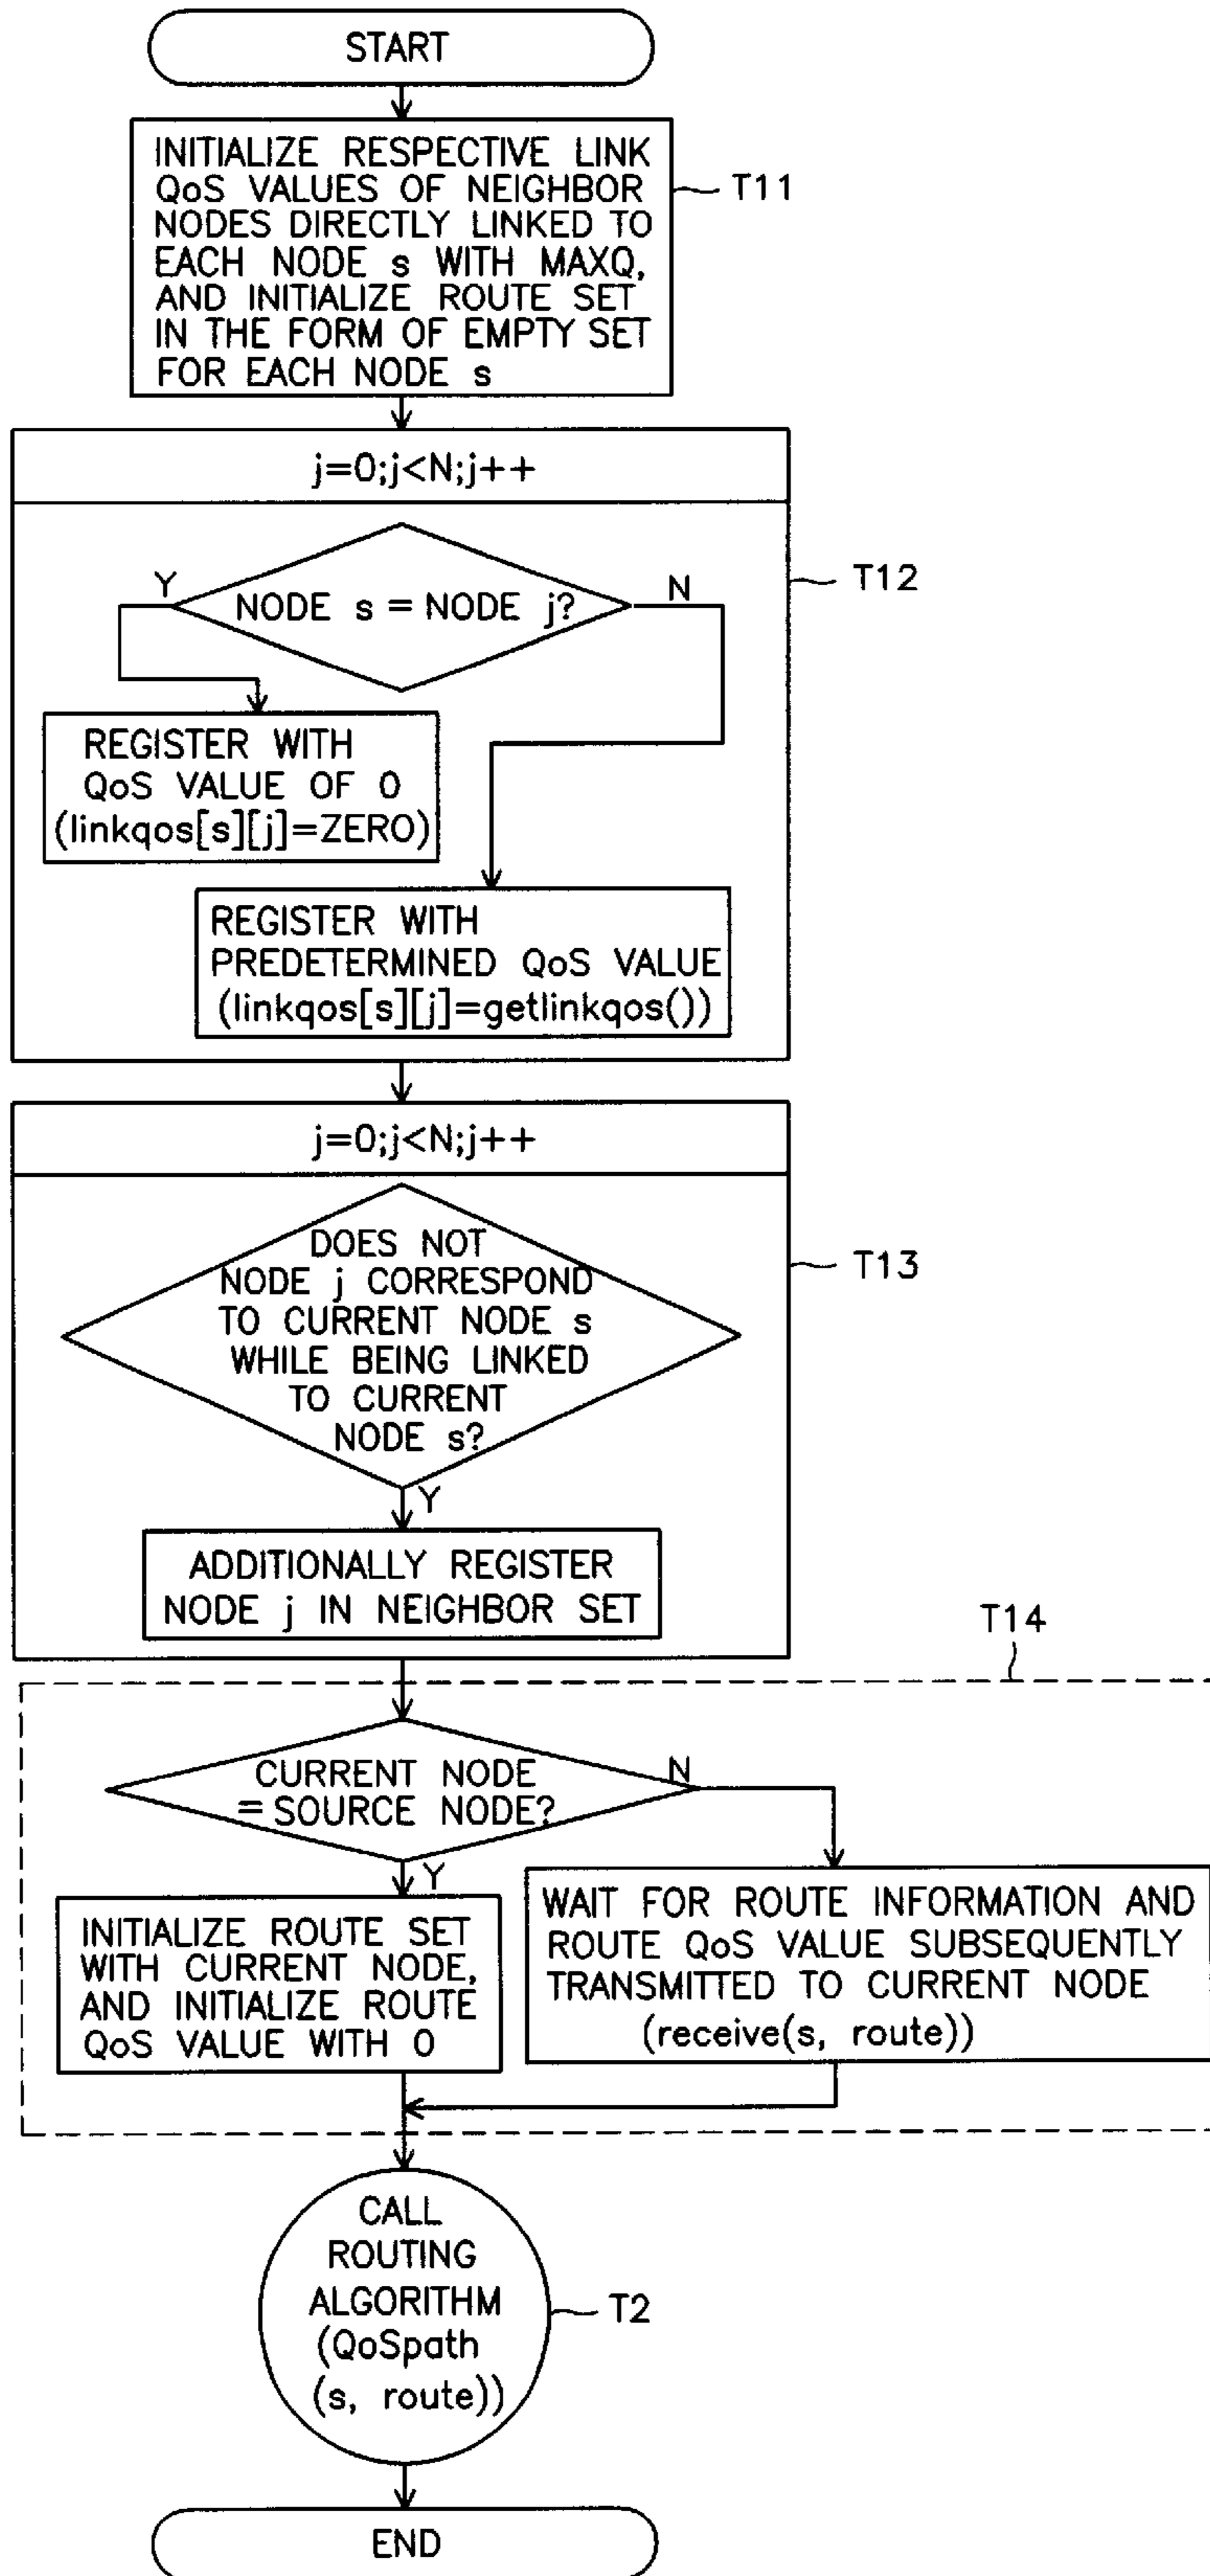 START
INITIALIZE RESPECTIVE LINK
QoS VALUES OF NEIGHBOR
NODES DIRECTLY LINKED TO
EACH NODE s WITH MAXQ,
AND INITIALIZE ROUTE SET
IN THE FORM OF EMPTY SET
FOR EACH NODE s
T11
j=0;j<N;j++
T12
NODE s = NODE j?
Y
N
REGISTER WITH
QoS VALUE OF 0
(linkqos[s][j]=ZERO)
REGISTER WITH
PREDETERMINED QoS VALUE
(linkqos[s][j]=getlinkqos())
j=0;j<N;j++
T13
DOES NOT
NODE j CORRESPOND
TO CURRENT NODE s
WHILE BEING LINKED
TO CURRENT
NODE s?
Y
ADDITIONALLY REGISTER
NODE j IN NEIGHBOR SET
T14
CURRENT NODE
= SOURCE NODE?
N
Y
INITIALIZE ROUTE SET
WITH CURRENT NODE,
AND INITIALIZE ROUTE
QoS VALUE WITH 0
WAIT FOR ROUTE INFORMATION AND
ROUTE QoS VALUE SUBSEQUENTLY
TRANSMITTED TO CURRENT NODE
(receive(s, route))
CALL
ROUTING
ALGORITHM
(QoSpath
(s, route))
T2
END